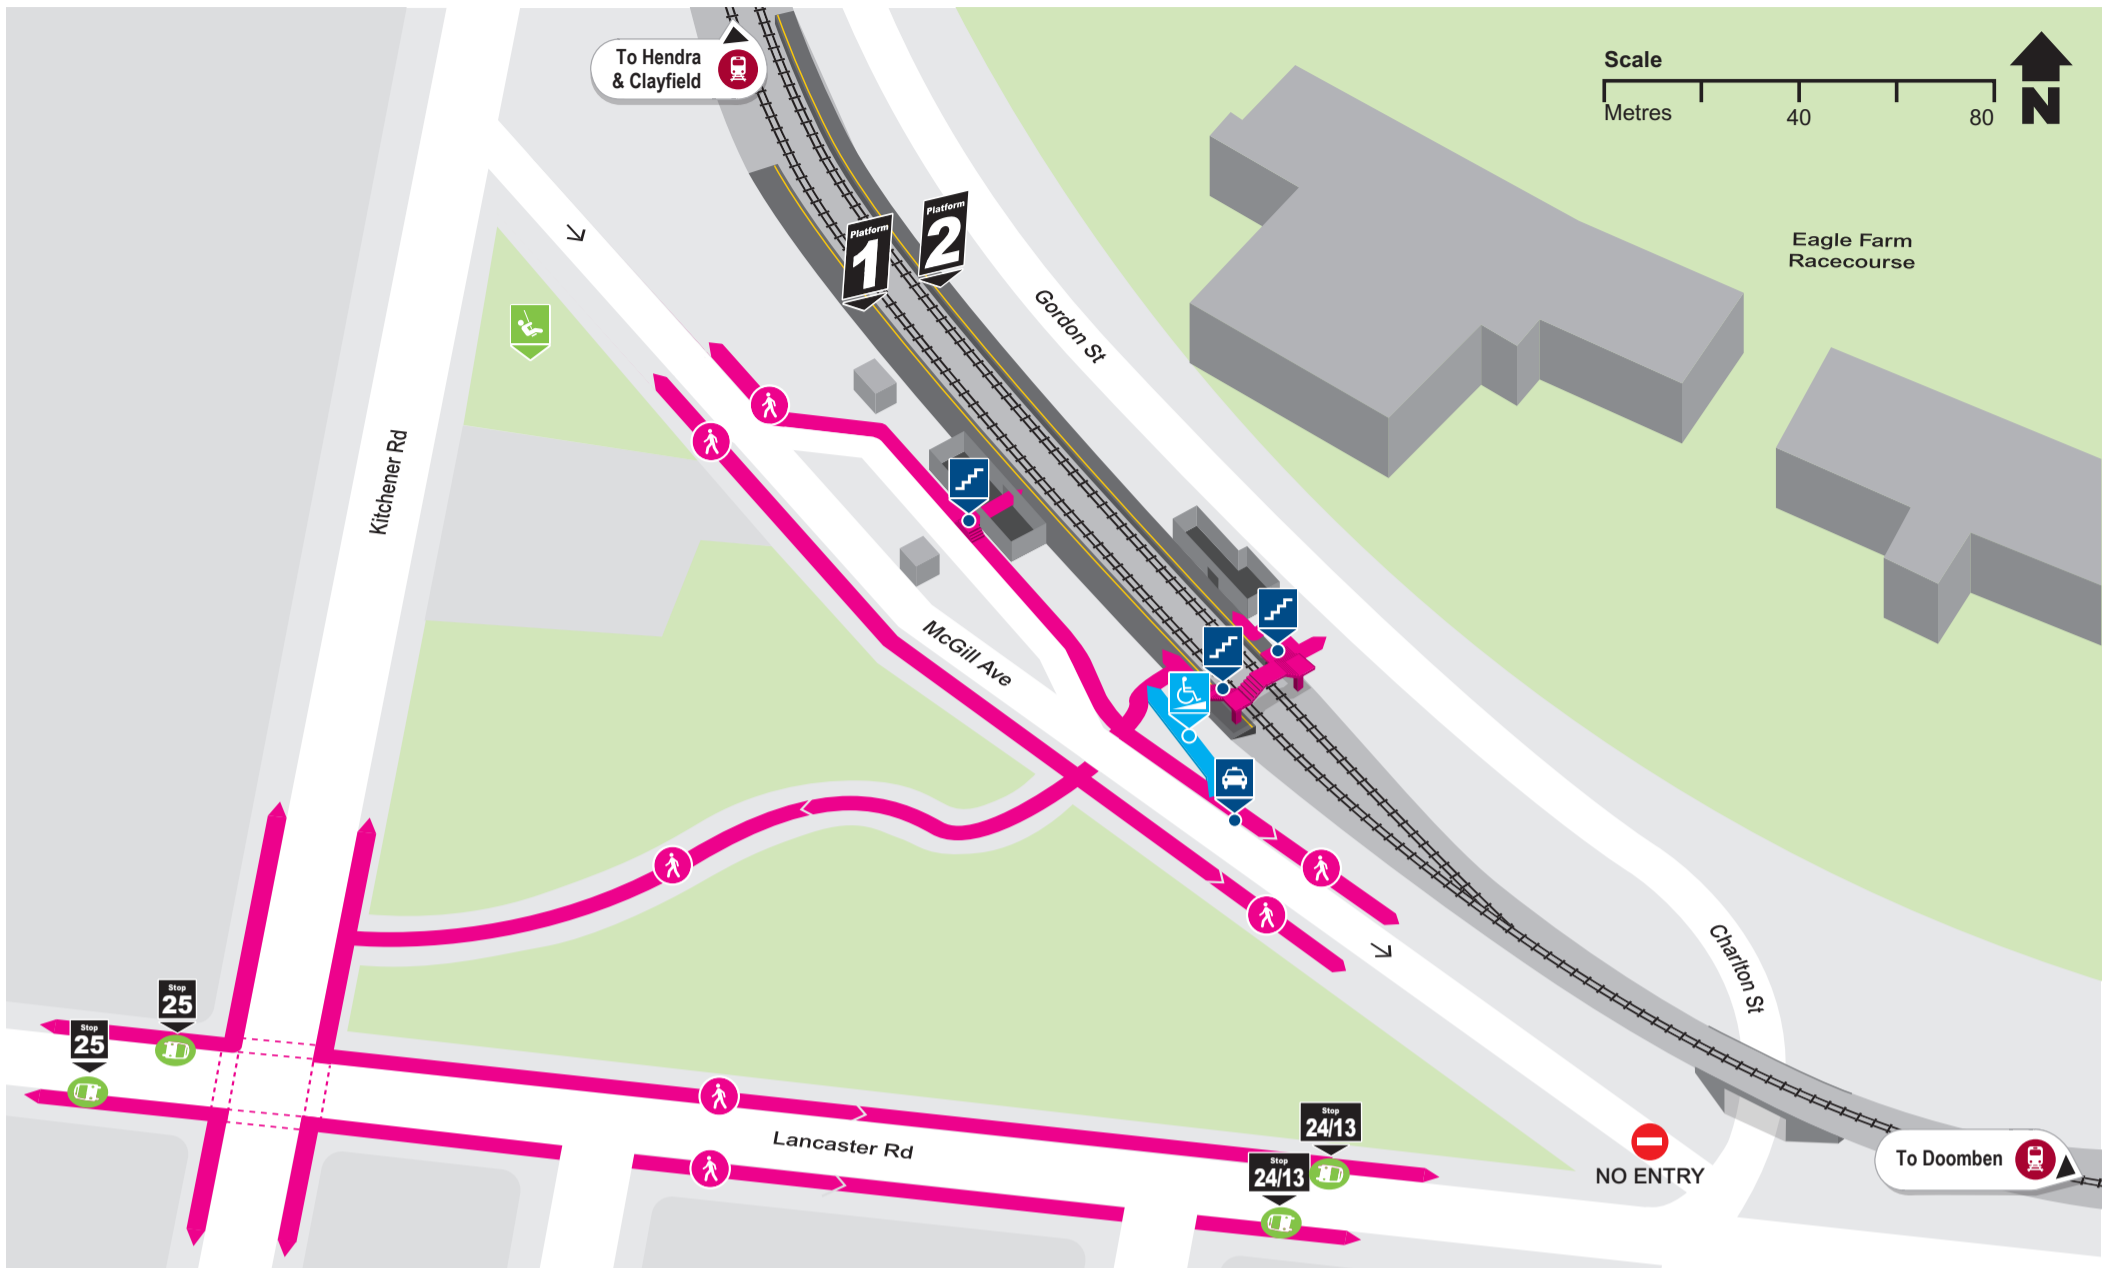 To Hendra
& Clayfield
Scale
Metres
40
80
N
Platform
1
Platform
2
Eagle Farm
Racecourse
Gordon St
Kitchener Rd
McGill Ave
Charlton St
Stop
25
Stop
25
Lancaster Rd
Stop
24/13
Stop
24/13
NO ENTRY
To Doomben